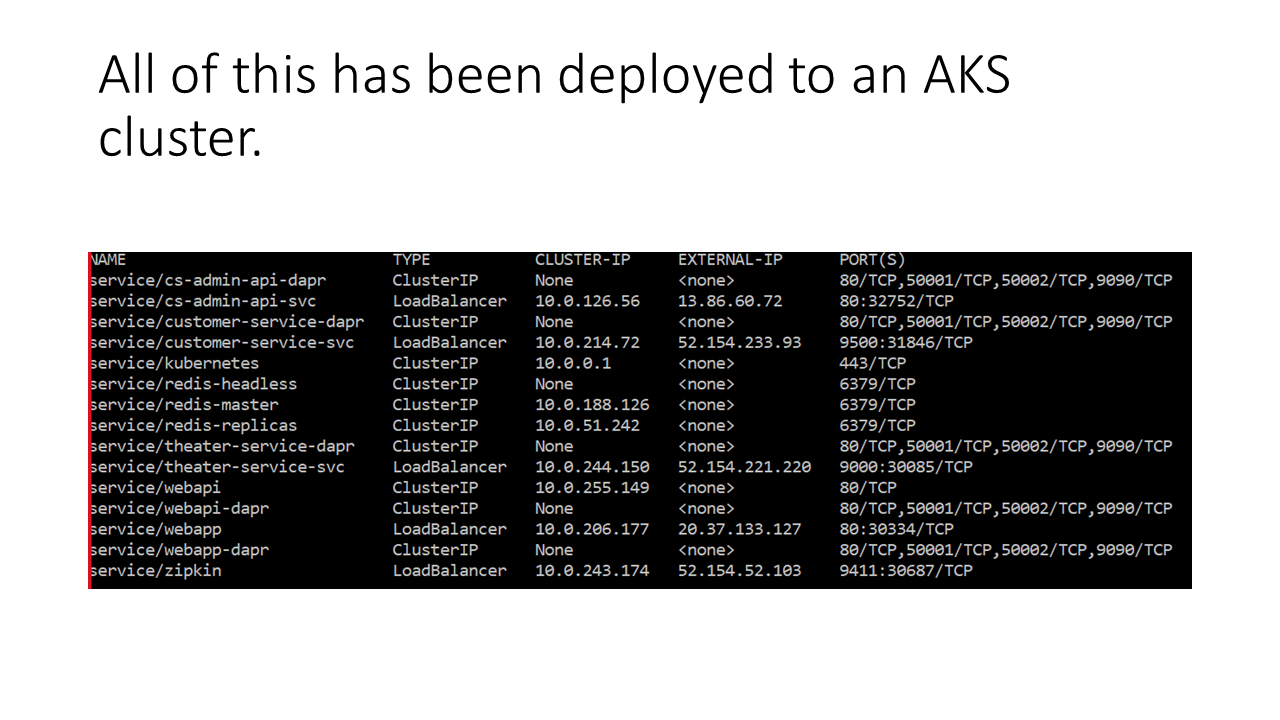 All of this has been deployed to an AKS
cluster.
NAME TYPE CLUSTER-IP EXTERNAL-IP PORT(S)
service/cs-admin-api-dapr ClusterIP None <none> 80/TCP,50001/TCP,50002/TCP,9090/TCP
service/cs-admin-api-svc LoadBalancer 10.0.126.56 13.86.60.72 80:32752/TCP
service/customer-service-dapr ClusterIP None <none> 80/TCP,50001/TCP,50002/TCP,9090/TCP
service/customer-service-svc LoadBalancer 10.0.214.72 52.154.233.93 9500:31846/TCP
service/kubernetes ClusterIP 10.0.0.1 <none> 443/TCP
service/redis-headless ClusterIP None <none> 6379/TCP
service/redis-master ClusterIP 10.0.188.126 <none> 6379/TCP
service/redis-replicas ClusterIP 10.0.51.242 <none> 6379/TCP
service/theater-service-dapr ClusterIP None <none> 80/TCP,50001/TCP,50002/TCP,9090/TCP
service/theater-service-svc LoadBalancer 10.0.244.150 52.154.221.220 9000:30085/TCP
service/webapi ClusterIP 10.0.255.149 <none> 80/TCP
service/webapi-dapr ClusterIP None <none> 80/TCP,50001/TCP,50002/TCP,9090/TCP
service/webapp LoadBalancer 10.0.206.177 20.37.133.127 80:30334/TCP
service/webapp-dapr ClusterIP None <none> 80/TCP,50001/TCP,50002/TCP,9090/TCP
service/zipkin LoadBalancer 10.0.243.174 52.154.52.103 9411:30687/TCP